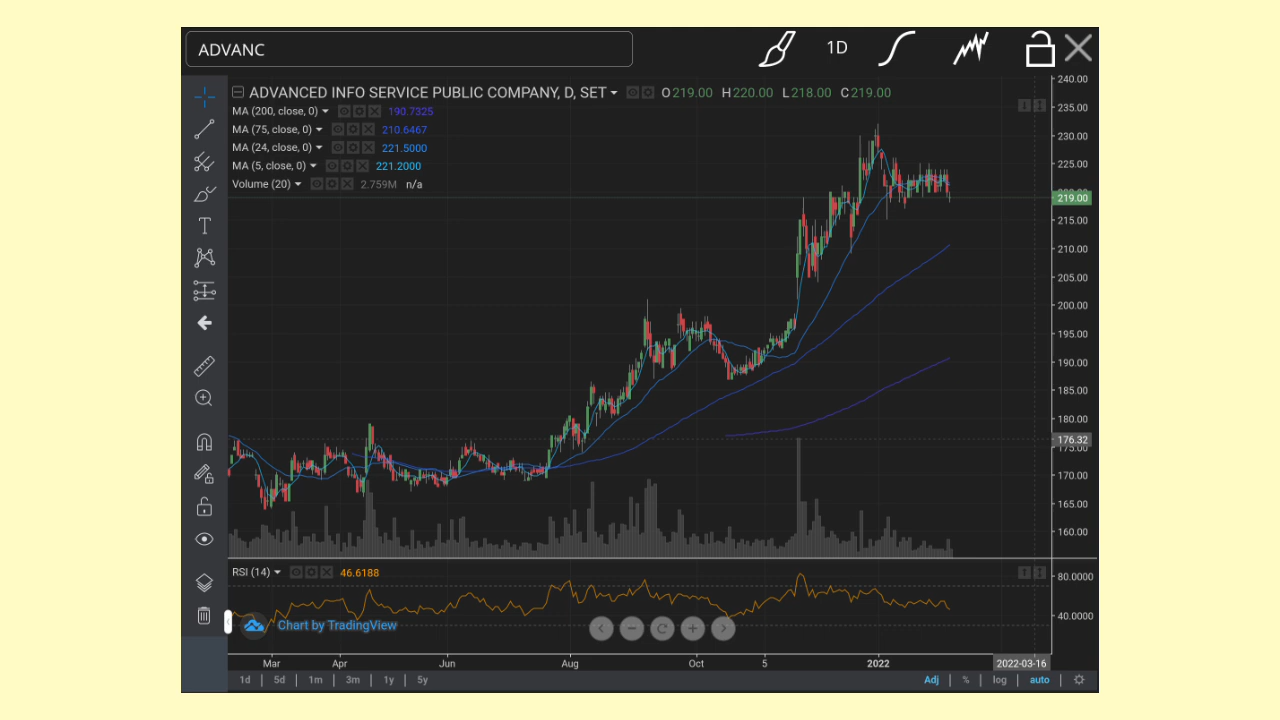 ADVANC
1D
ADVANCED INFO SERVICE PUBLIC COMPANY, D, SET O219.00 H220.00 L218.00 C219.00
MA (200, close, 0) 190.7325
MA (75, close, 0) 210.6467
MA (24, close, 0) 221.5000
MA (5, close, 0) 221.2000
Volume (20) 2.759M n/a
240.00
235.00
230.00
225.00
219.00
215.00
210.00
205.00
200.00
195.00
190.00
185.00
180.00
176.32
175.00
170.00
165.00
160.00
RSI (14) 46.6188
80.0000
40.0000
Chart by TradingView
Mar Apr Jun Aug Oct 5 2022 2022-03-16
1d 5d 1m 3m 1y 5y Adj % log auto